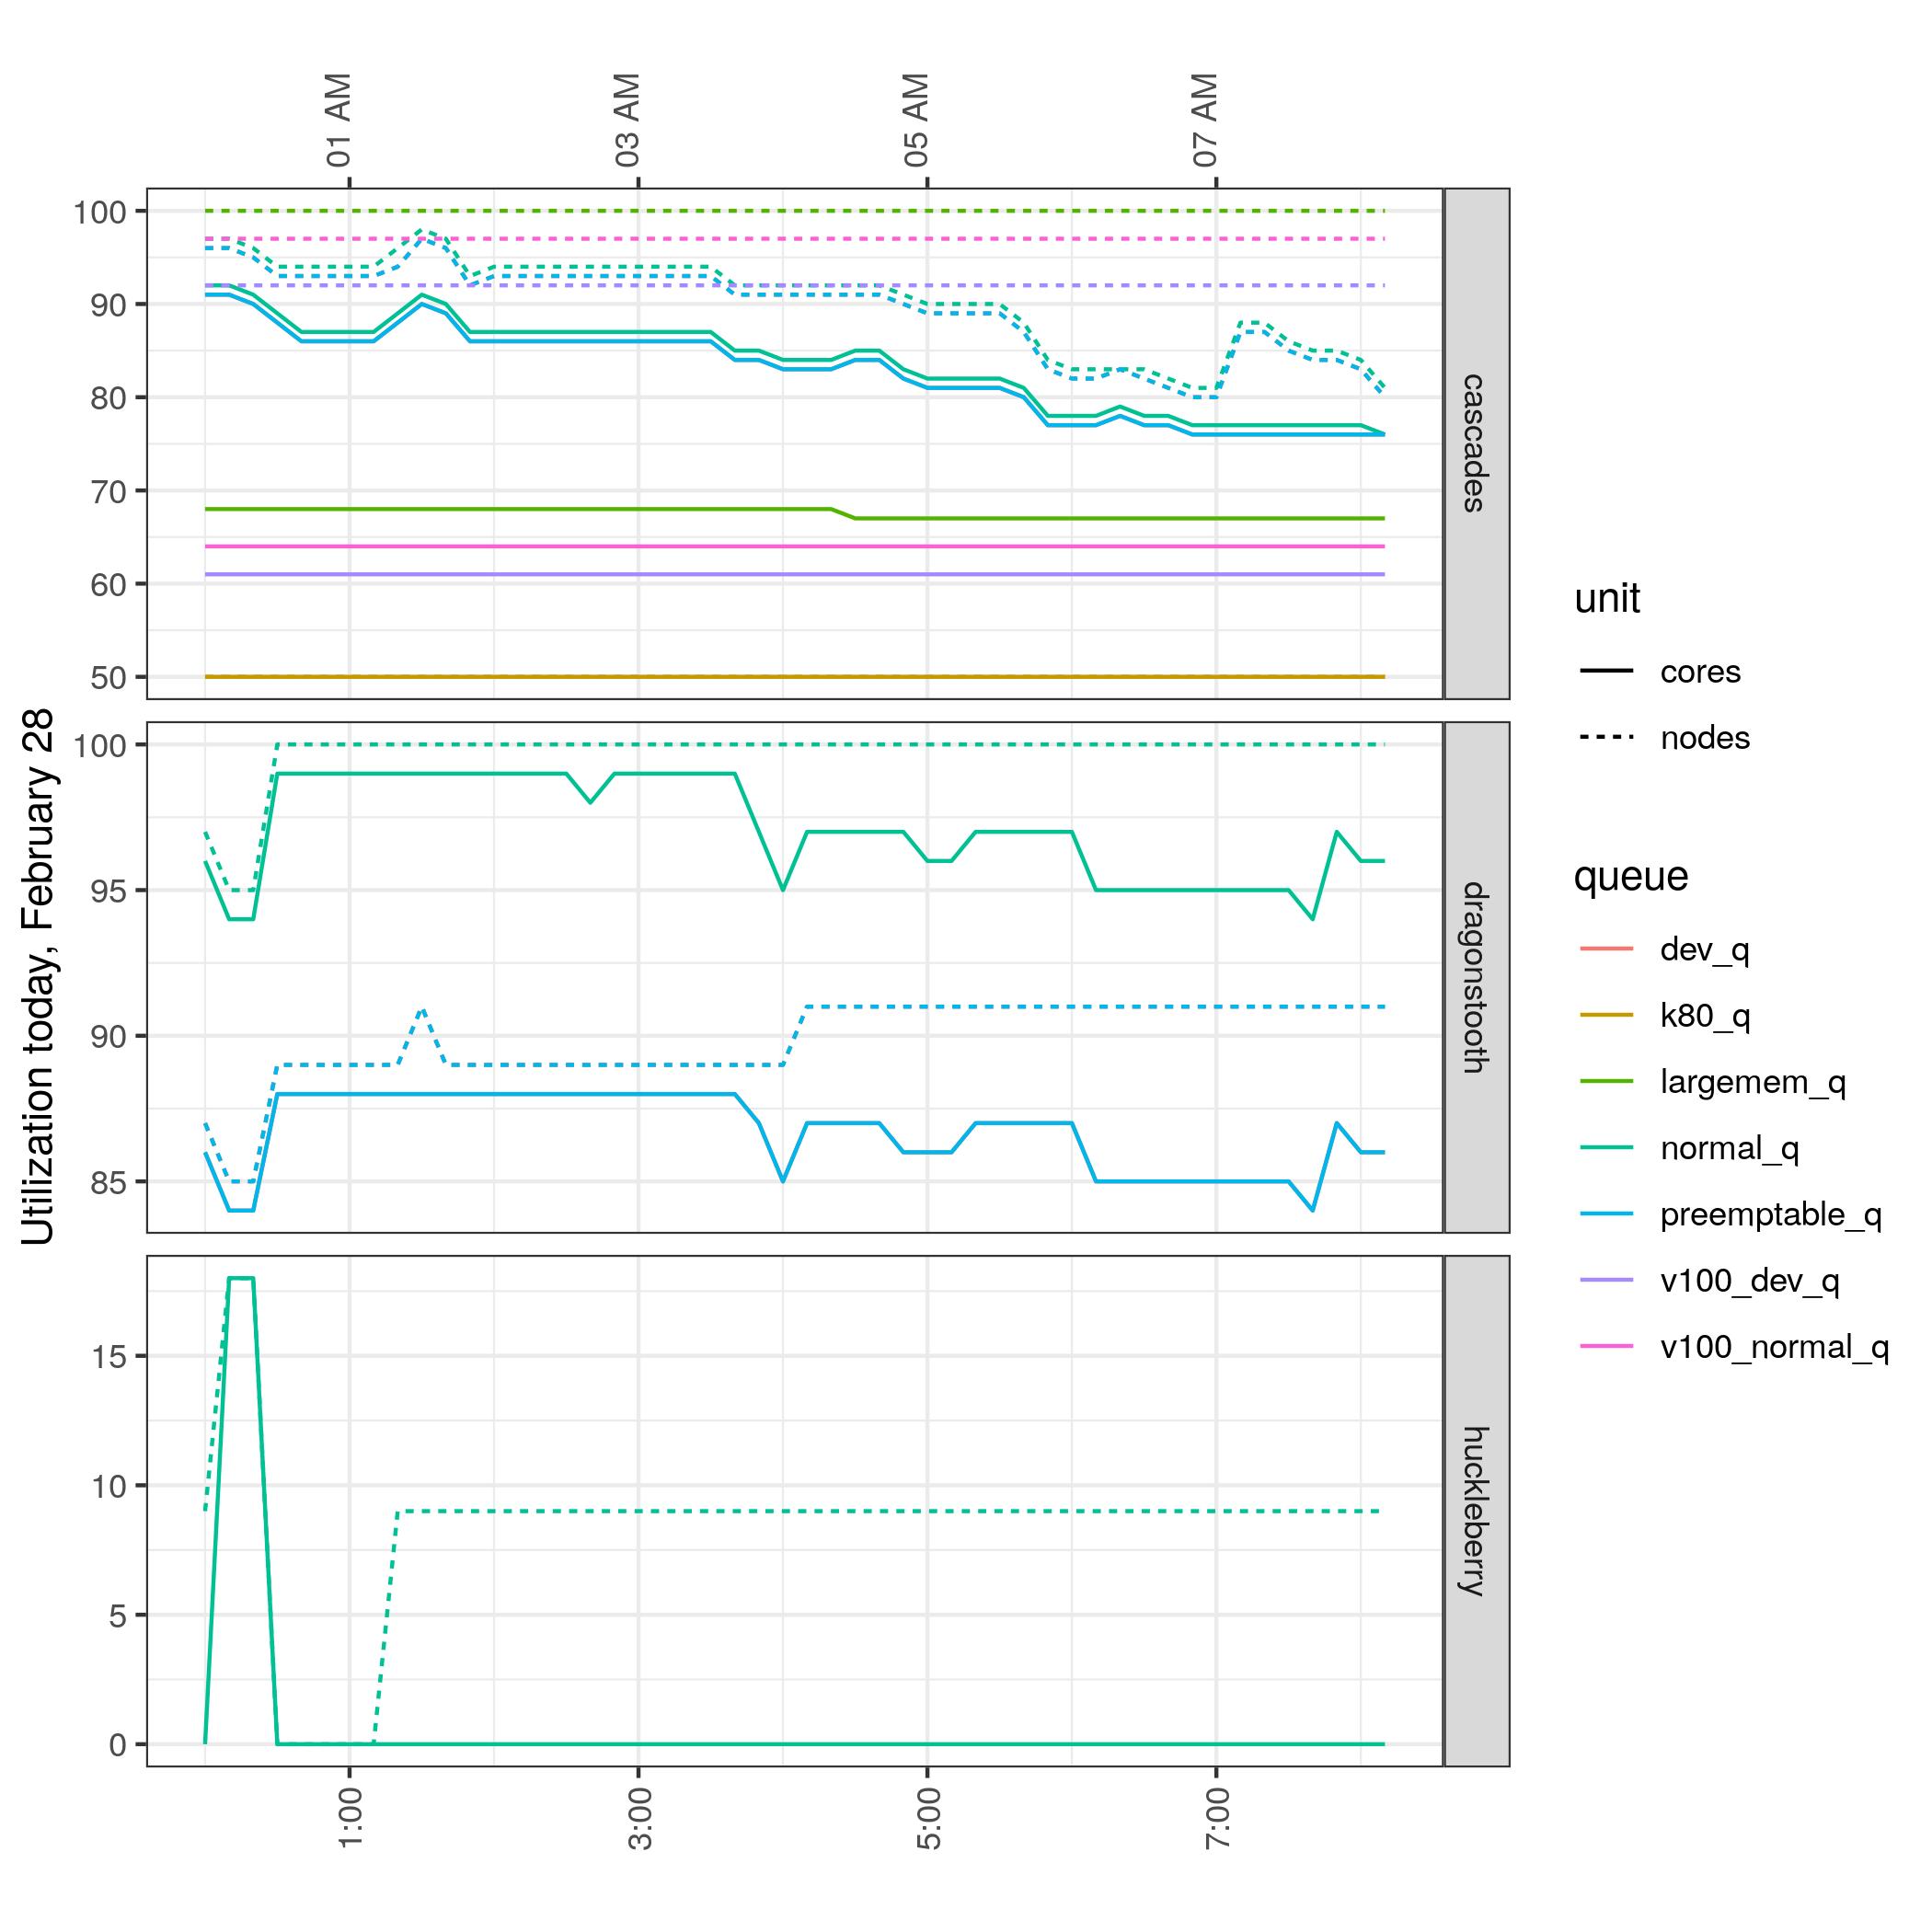 01 AM
03 AM
05 AM
07 AM
100
90
80
70
60
50
cascades
100
95
90
85
dragonstooth
15
10
5
0
huckleberry
1:00
3:00
5:00
7:00
Utilization today, February 28
unit
cores
nodes
queue
dev_q
k80_q
largemem_q
normal_q
preemptable_q
v100_dev_q
v100_normal_q